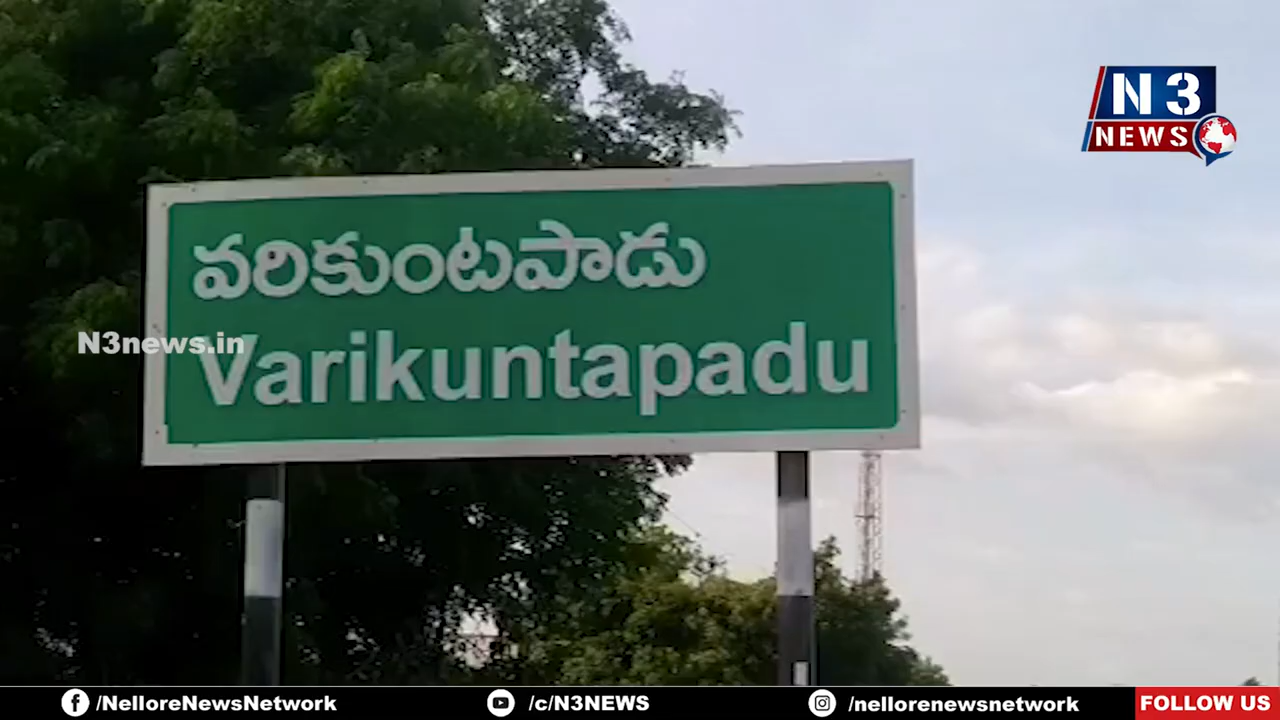 N3
NEWS
వరికుంటపాడు
N3news.in
Varikuntapadu
/NelloreNewsNetwork
/c/N3NEWS
/nellorenewsnetwork
FOLLOW US